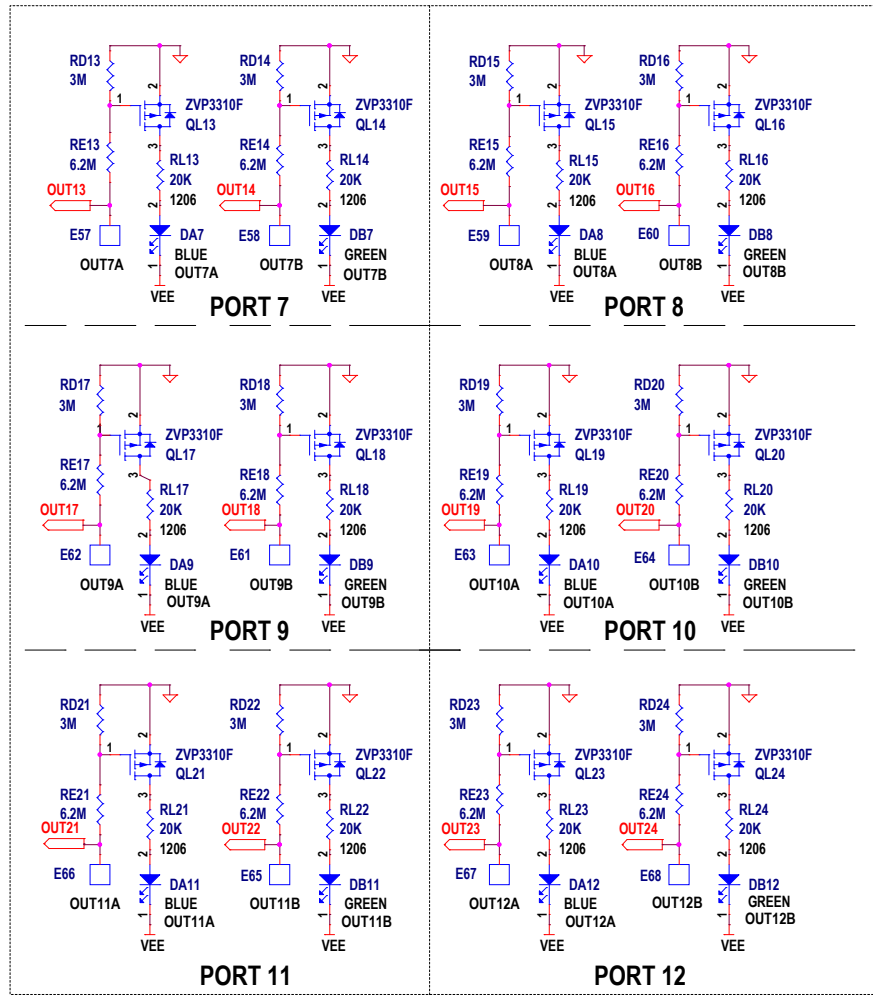 RD13
3M
1
2
ZVP3310F
QL13
RE13
6.2M
3
RL13
20K
1206
OUT13
E57
OUT7A
2
DA7
BLUE
OUT7A
1
VEE
RD14
3M
1
2
ZVP3310F
QL14
RE14
6.2M
3
RL14
20K
1206
OUT14
E58
OUT7B
2
DB7
GREEN
OUT7B
1
VEE
PORT 7
RD15
3M
1
2
ZVP3310F
QL15
RE15
6.2M
3
RL15
20K
1206
OUT15
E59
OUT8A
2
DA8
BLUE
OUT8A
1
VEE
RD16
3M
1
2
ZVP3310F
QL16
RE16
6.2M
3
RL16
20K
1206
OUT16
E60
OUT8B
2
DB8
GREEN
OUT8B
1
VEE
PORT 8
RD17
3M
1
2
ZVP3310F
QL17
RE17
6.2M
3
RL17
20K
1206
OUT17
E62
OUT9A
2
DA9
BLUE
OUT9A
1
VEE
RD18
3M
1
2
ZVP3310F
QL18
RE18
6.2M
3
RL18
20K
1206
OUT18
E61
OUT9B
2
DB9
GREEN
OUT9B
1
VEE
PORT 9
RD19
3M
1
2
ZVP3310F
QL19
RE19
6.2M
3
RL19
20K
1206
OUT19
E63
OUT10A
2
DA10
BLUE
OUT10A
1
VEE
RD20
3M
1
2
ZVP3310F
QL20
RE20
6.2M
3
RL20
20K
1206
OUT20
E64
OUT10B
2
DB10
GREEN
OUT10B
1
VEE
PORT 10
RD21
3M
1
2
ZVP3310F
QL21
RE21
6.2M
3
RL21
20K
1206
OUT21
E66
OUT11A
2
DA11
BLUE
OUT11A
1
VEE
RD22
3M
1
2
ZVP3310F
QL22
RE22
6.2M
3
RL22
20K
1206
OUT22
E65
OUT11B
2
DB11
GREEN
OUT11B
1
VEE
PORT 11
RD23
3M
1
2
ZVP3310F
QL23
RE23
6.2M
3
RL23
20K
1206
OUT23
E67
OUT12A
2
DA12
BLUE
OUT12A
1
VEE
RD24
3M
1
2
ZVP3310F
QL24
RE24
6.2M
3
RL24
20K
1206
OUT24
E68
OUT12B
2
DB12
GREEN
OUT12B
1
VEE
PORT 12